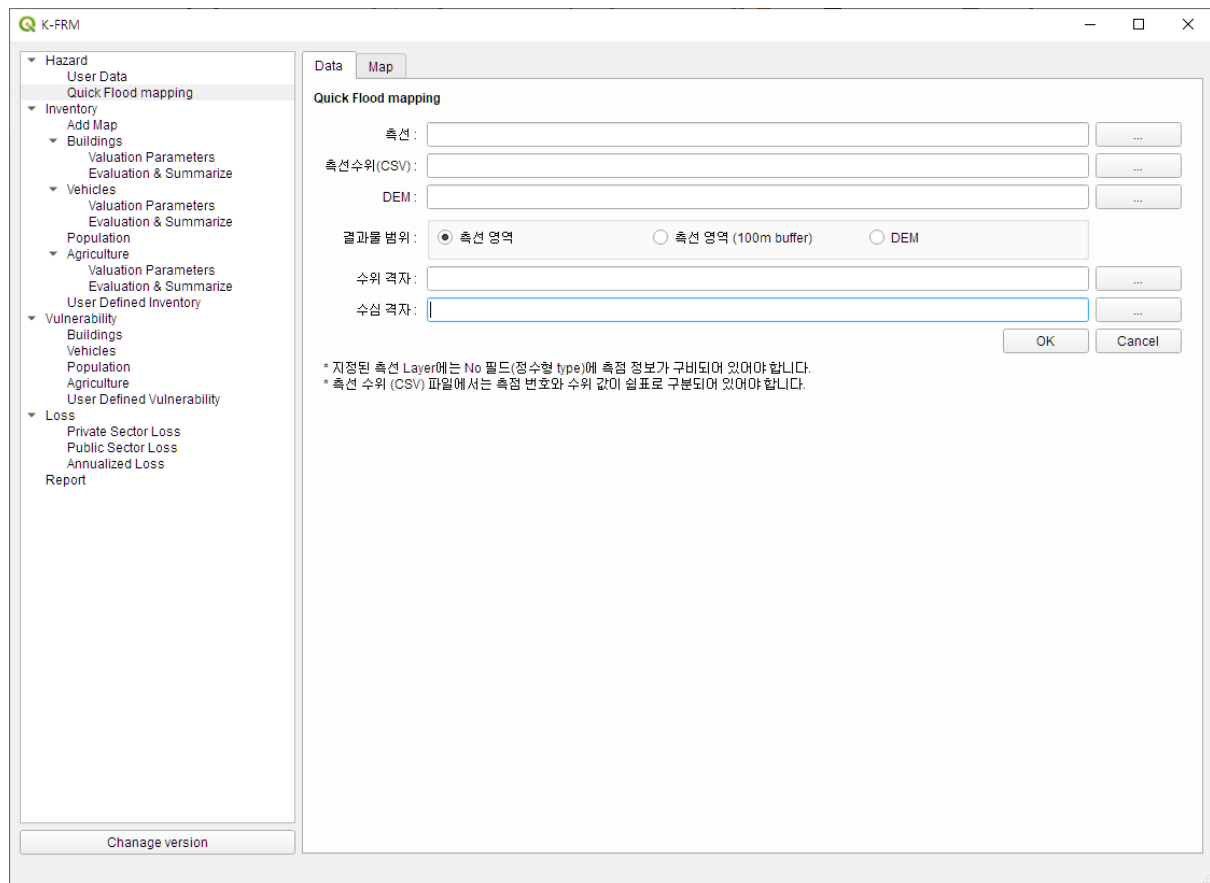 K-FRM
Hazard
User Data
Quick Flood mapping
Inventory
Add Map
Buildings
Valuation Parameters
Evaluation & Summarize
Vehicles
Valuation Parameters
Evaluation & Summarize
Population
Agriculture
Valuation Parameters
Evaluation & Summarize
User Defined Inventory
Vulnerability
Buildings
Vehicles
Population
Agriculture
User Defined Vulnerability
Loss
Private Sector Loss
Public Sector Loss
Annualized Loss
Report
Chanage version
Data Map
Quick Flood mapping
측선 : ...
측선수위(CSV) : ...
DEM : ...
결과물 범위 : 측선 영역 측선 영역 (100m buffer) DEM
수위 격자 : ...
수심 격자 : ...
OK Cancel
* 지정된 측선 Layer에는 No 필드(정수형 type)에 측점 정보가 구비되어 있어야 합니다.
* 측선 수위 (CSV) 파일에서는 측점 번호와 수위 값이 쉼표로 구분되어 있어야 합니다.